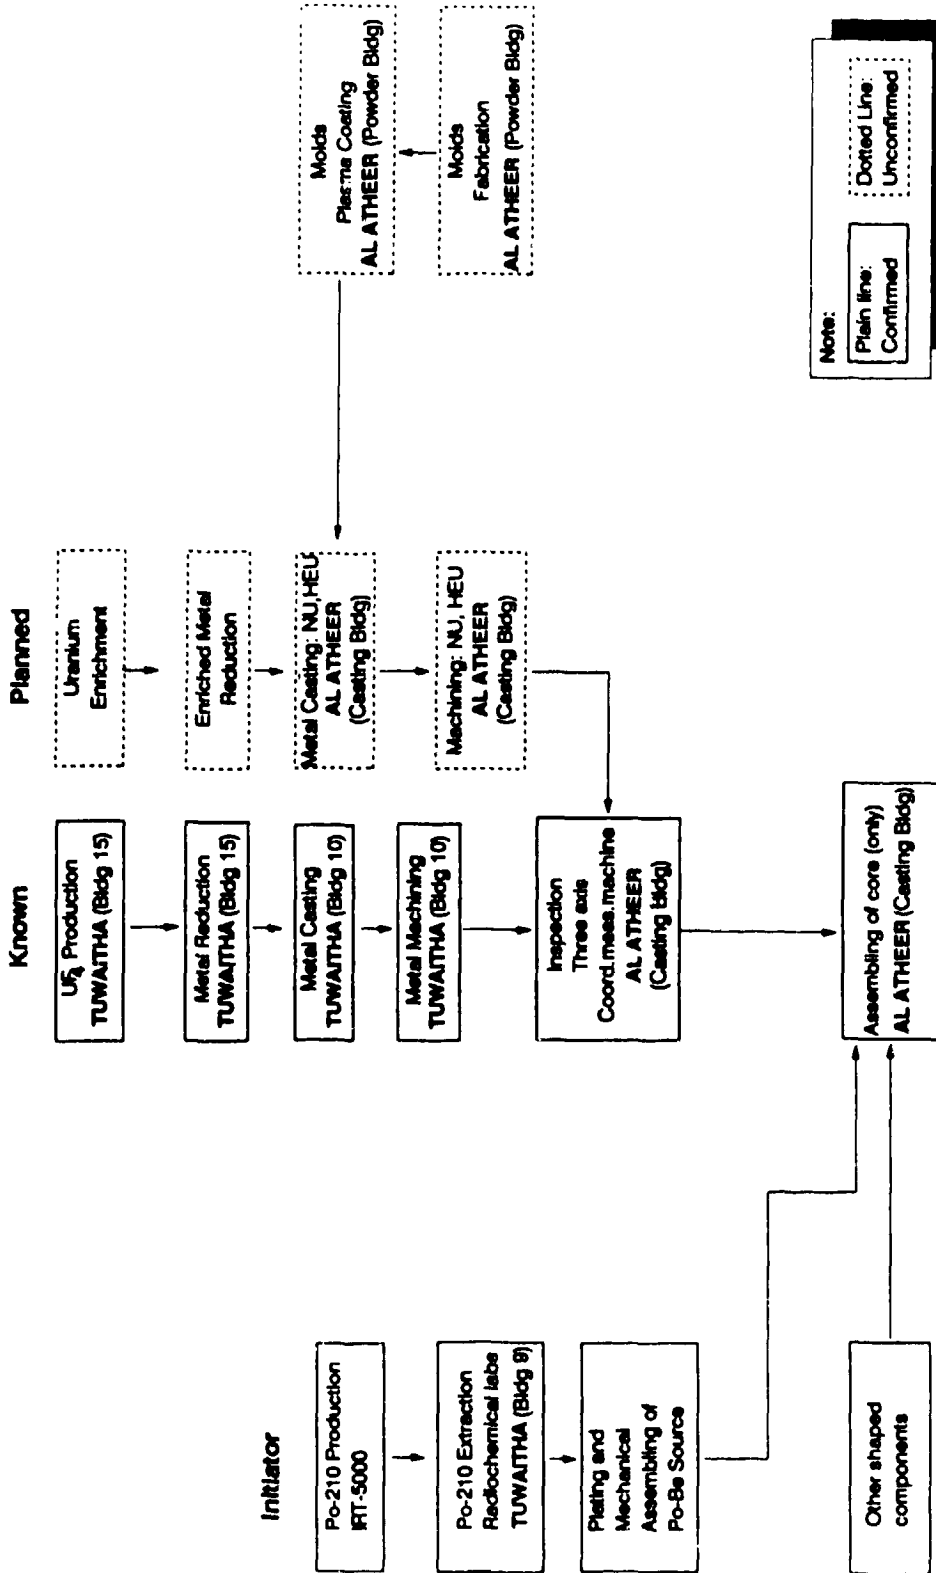 Initiator
Po-210 Production
IRT-5000
Po-210 Extraction
Radiochemical labs
TUWAITHA (Bldg 9)
Plating and
Mechanical
Assembling of
Po-Be Source
Other shaped
components
Known
UF4 Production
TUWAITHA (Bldg 15)
Metal Reduction
TUWAITHA (Bldg 15)
Metal Casting
TUWAITHA (Bldg 10)
Metal Machining
TUWAITHA (Bldg 10)
Inspection
Three axis
Coord.meas.machine
AL ATHEER
(Casting Bldg)
Assembling of core (only)
AL ATHEER (Casting Bldg)
Planned
Uranium
Enrichment
Enriched Metal
Reduction
Metal Casting: NU,HEU
AL ATHEER
(Casting Bldg)
Machining: NU, HEU
AL ATHEER
(Casting Bldg)
Molds
Plasma Coating
AL ATHEER (Powder Bldg)
Molds
Fabrication
AL ATHEER (Powder Bldg)
Note:
Plain line:
Confirmed
Dotted Line:
Unconfirmed